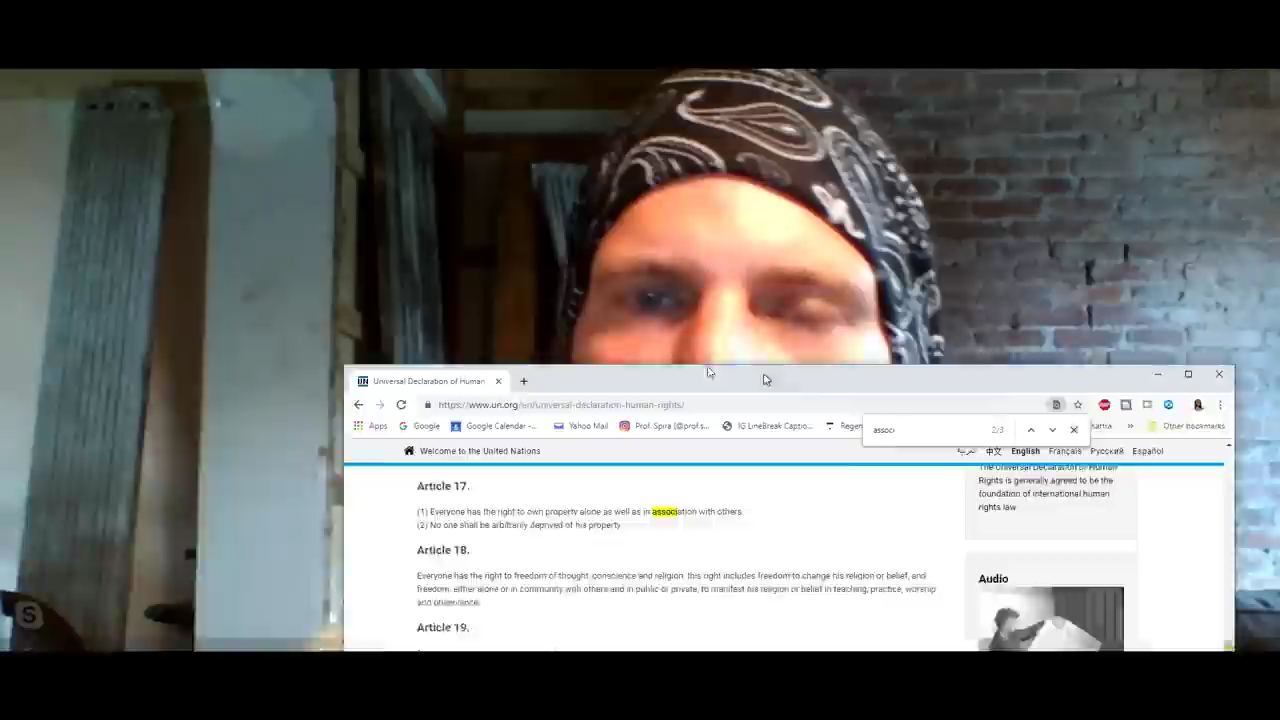 Universal Declaration of Human
https://www.un.org/en/universal-declaration-human-rights/
Apps Google Google Calendar -... Yahoo Mail Prof. Spira (@prof.s... IG LineBreak Captio... Regen
Other bookmarks
assoc 2/3
Welcome to the United Nations
中文 English Français Русский Español
Article 17.
(1) Everyone has the right to own property alone as well as in association with others.
(2) No one shall be arbitrarily deprived of his property
Article 18.
Everyone has the right to freedom of thought, conscience and religion; this right includes freedom to change his religion or belief, and
freedom, either alone or in community with others and in public or private, to manifest his religion or belief in teaching, practice, worship
and observance.
Article 19.
The Universal Declaration of Human
Rights is generally agreed to be the
foundation of international human
rights law.
Audio
S